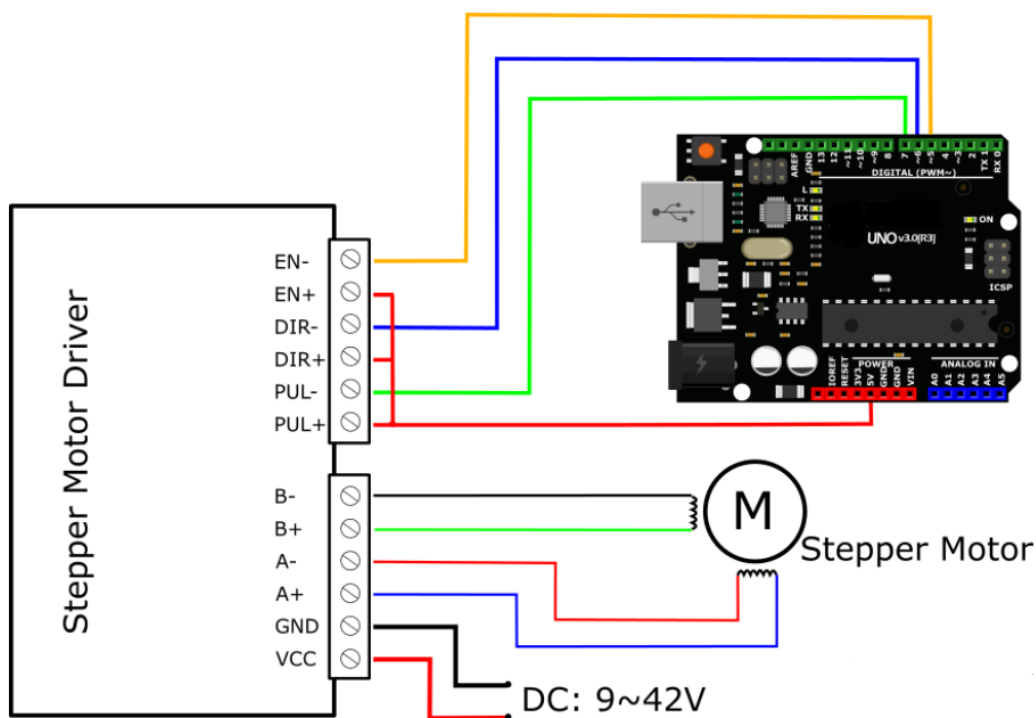 Stepper Motor Driver
EN-
EN+
DIR-
DIR+
PUL-
PUL+
B-
B+
A-
A+
GND
VCC
AREF
GND
13
12
~11
~10
~9
8
7
~6
~5
4
~3
2
TX 1
RX 0
DIGITAL (PWM~)
L
TX
RX
ON
UNO v3.0[R3]
ICSP
POWER
ANALOG IN
IOREF
RESET
3V3
5V
GND
GND
VIN
A0
A1
A2
A3
A4
A5
M
Stepper Motor
DC: 9~42V